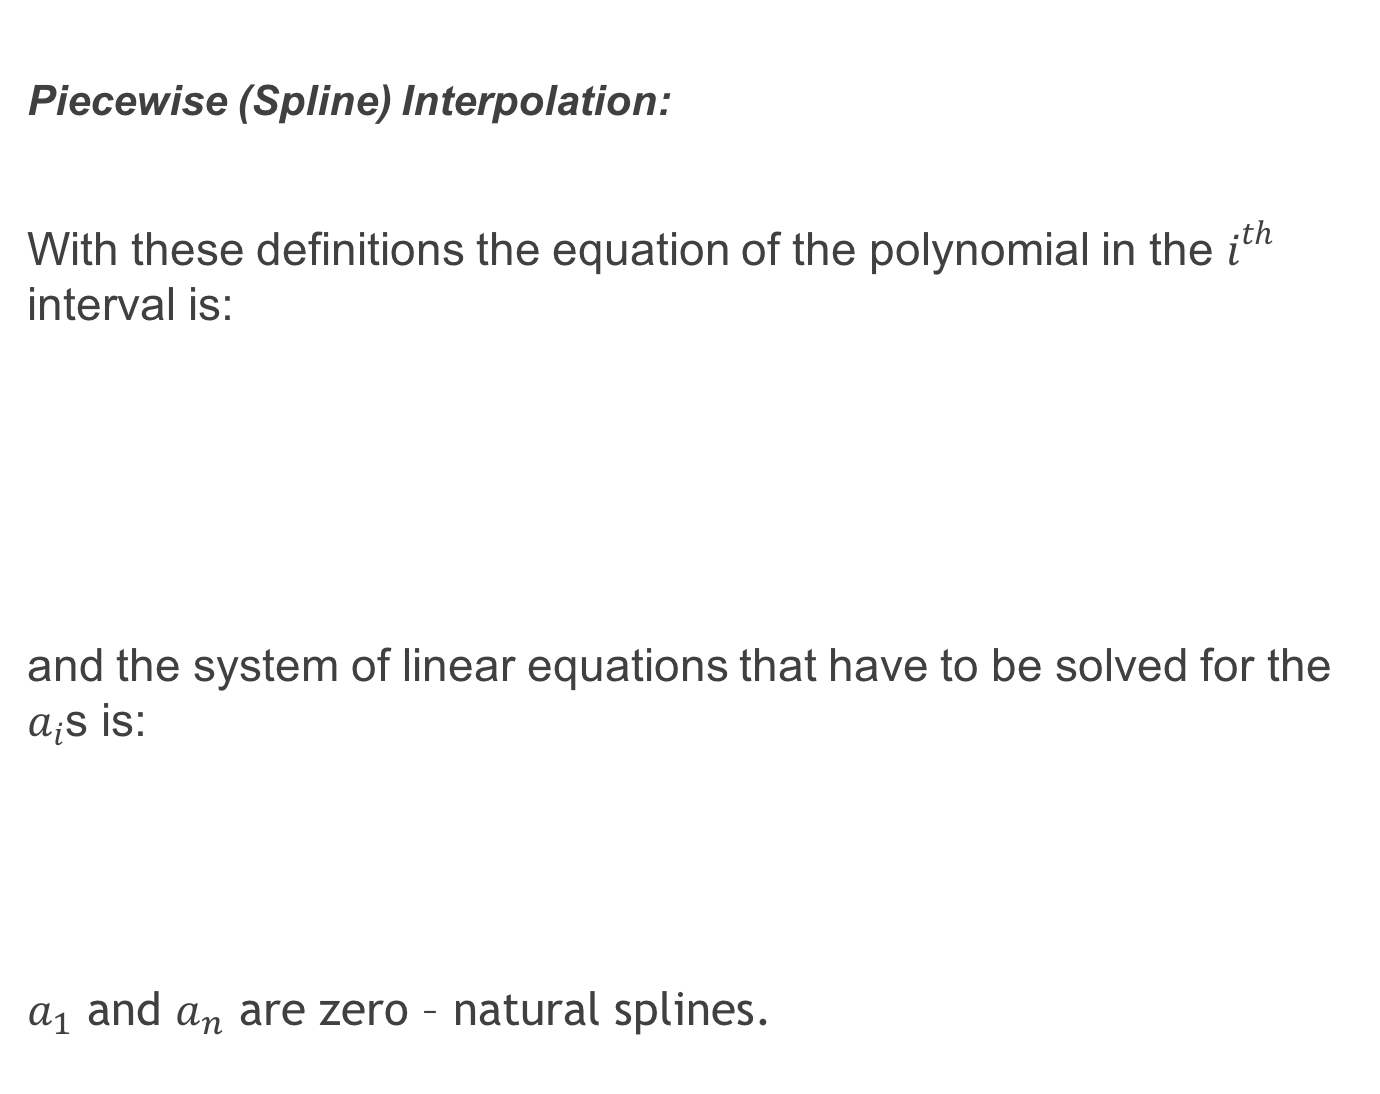 Piecewise (Spline) Interpolation:
With these definitions the equation of the polynomial in the $i^{th}$
interval is:
and the system of linear equations that have to be solved for the
$a_i$s is:
$a_1$ and $a_n$ are zero - natural splines.